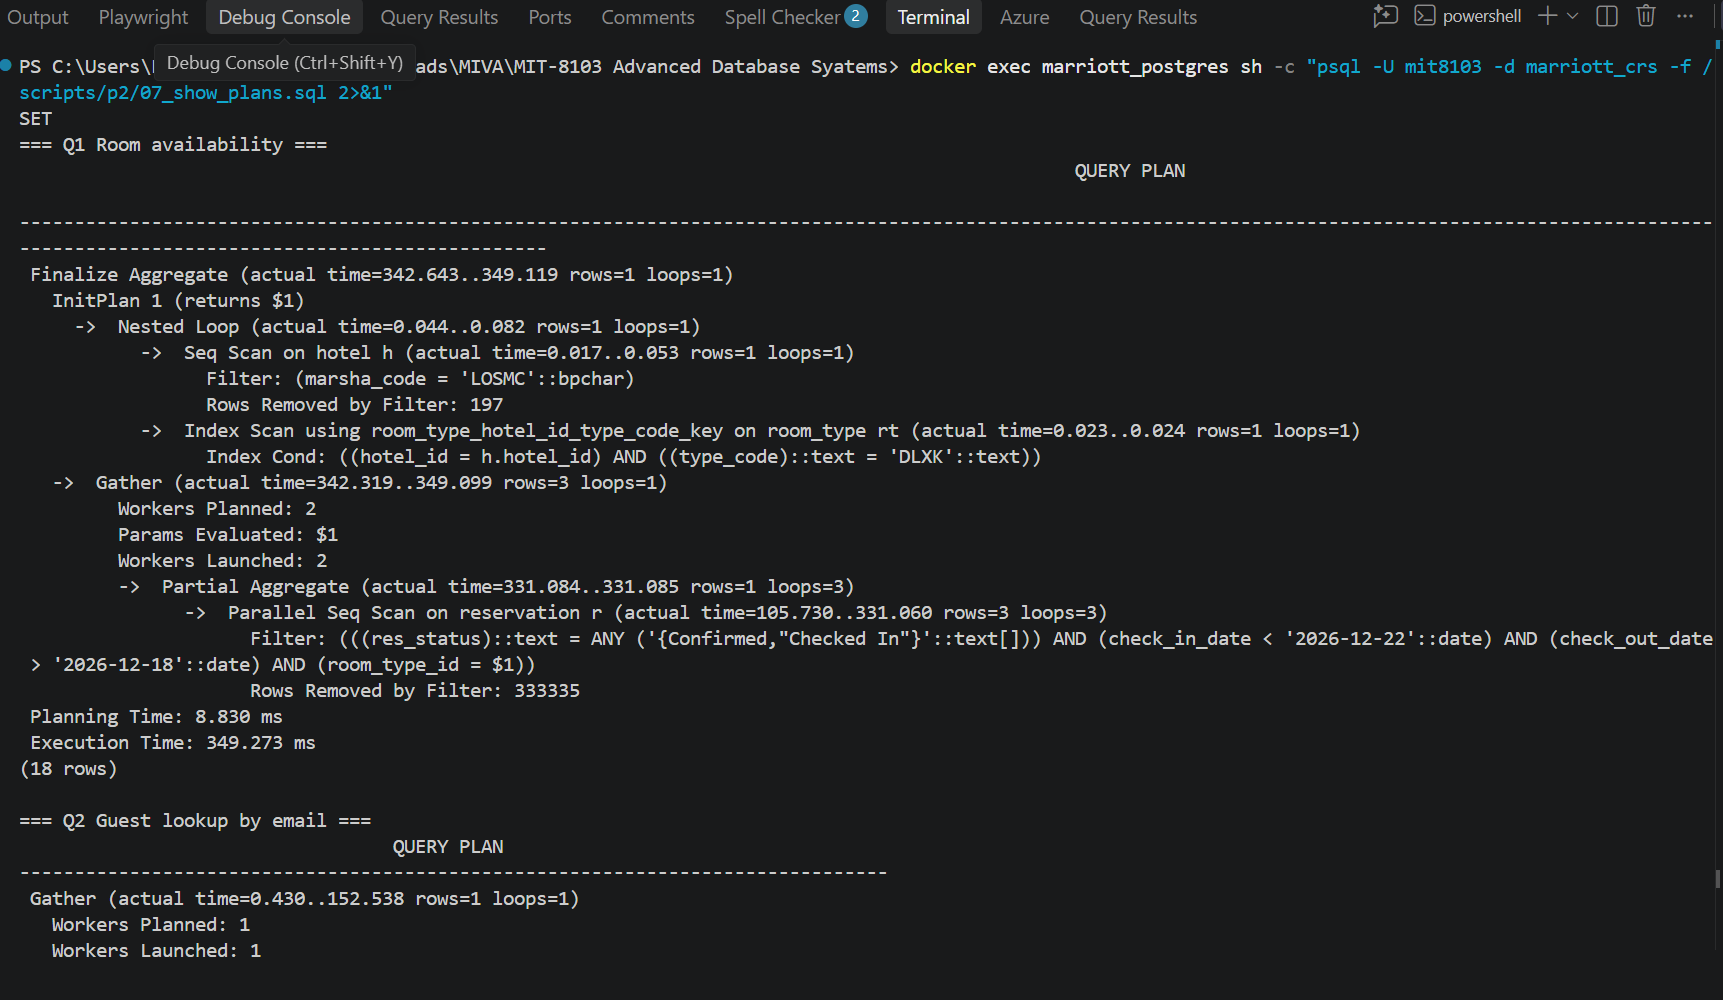 Output Playwright Debug Console Query Results Ports Comments Spell Checker 2 Terminal Azure Query Results powershell
Debug Console (Ctrl+Shift+Y)
PS C:\Users\ ads\MIVA\MIT-8103 Advanced Database Syatems> docker exec marriott_postgres sh -c "psql -U mit8103 -d marriott_crs -f /
scripts/p2/07_show_plans.sql 2>&1"
SET
=== Q1 Room availability ===
QUERY PLAN
-----------------------------------------------------------------------------------------------------------------------------------------------------------
------------------------------------------------
Finalize Aggregate (actual time=342.643..349.119 rows=1 loops=1)
InitPlan 1 (returns $1)
-> Nested Loop (actual time=0.044..0.082 rows=1 loops=1)
-> Seq Scan on hotel h (actual time=0.017..0.053 rows=1 loops=1)
Filter: (marsha_code = 'LOSMC'::bpchar)
Rows Removed by Filter: 197
-> Index Scan using room_type_hotel_id_type_code_key on room_type rt (actual time=0.023..0.024 rows=1 loops=1)
Index Cond: ((hotel_id = h.hotel_id) AND ((type_code)::text = 'DLXK'::text))
-> Gather (actual time=342.319..349.099 rows=3 loops=1)
Workers Planned: 2
Params Evaluated: $1
Workers Launched: 2
-> Partial Aggregate (actual time=331.084..331.085 rows=1 loops=3)
-> Parallel Seq Scan on reservation r (actual time=105.730..331.060 rows=3 loops=3)
Filter: (((res_status)::text = ANY ('{Confirmed,"Checked In"}'::text[])) AND (check_in_date < '2026-12-22'::date) AND (check_out_date
> '2026-12-18'::date) AND (room_type_id = $1))
Rows Removed by Filter: 333335
Planning Time: 8.830 ms
Execution Time: 349.273 ms
(18 rows)
=== Q2 Guest lookup by email ===
QUERY PLAN
-------------------------------------------------------------------------------
Gather (actual time=0.430..152.538 rows=1 loops=1)
Workers Planned: 1
Workers Launched: 1